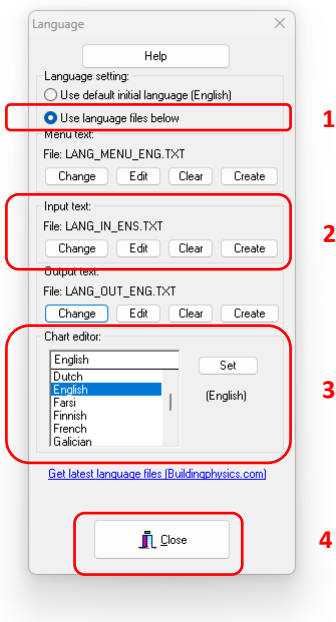 Language
Help
Language setting:
Use default initial language (English)
Use language files below
1
Menu text:
File: LANG_MENU_ENG.TXT
Change Edit Clear Create
Input text:
File: LANG_IN_ENS.TXT
2
Change Edit Clear Create
Output text:
File: LANG_OUT_ENG.TXT
Change Edit Clear Create
Chart editor:
English
Set
Dutch
English
(English)
3
Farsi
Finnish
French
Galician
Get latest language files (Buildingphysics.com)
Close
4